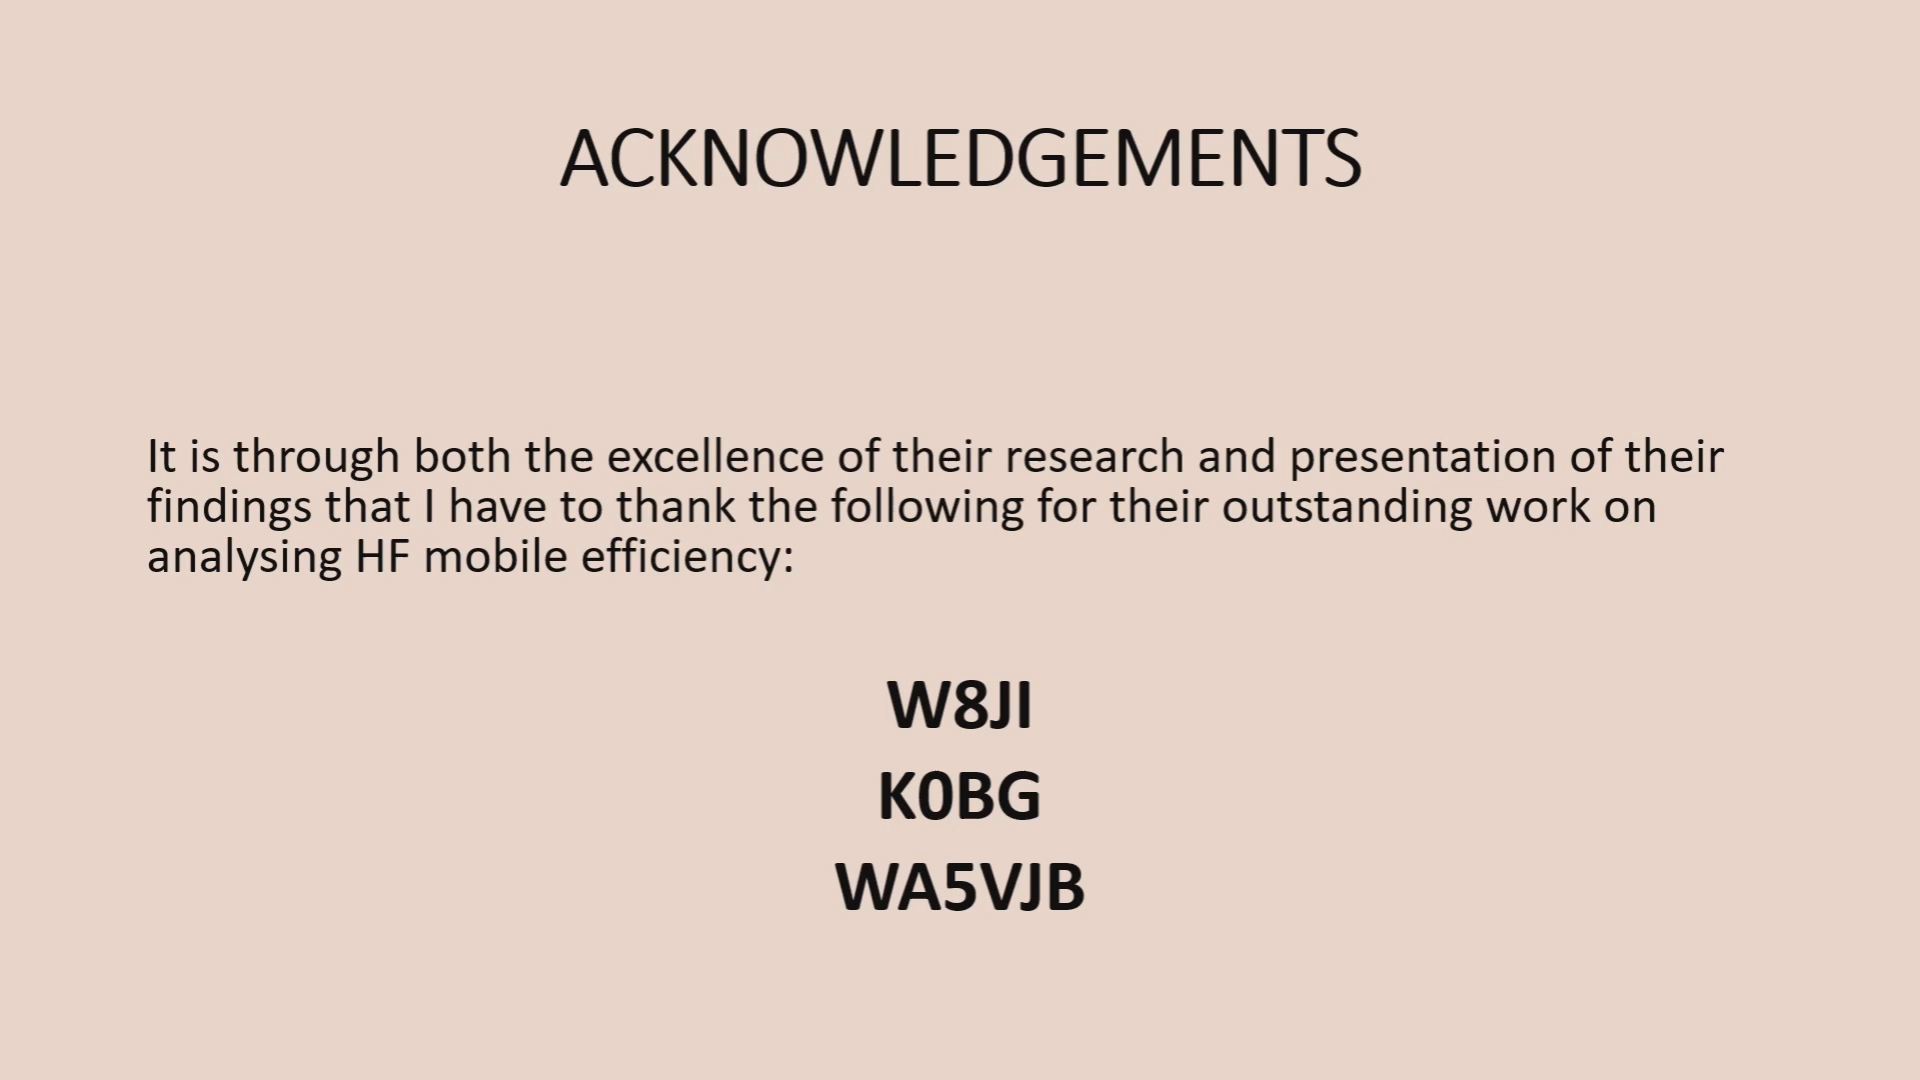 ACKNOWLEDGEMENTS
It is through both the excellence of their research and presentation of their
findings that I have to thank the following for their outstanding work on
analysing HF mobile efficiency:
W8JI
K0BG
WA5VJB